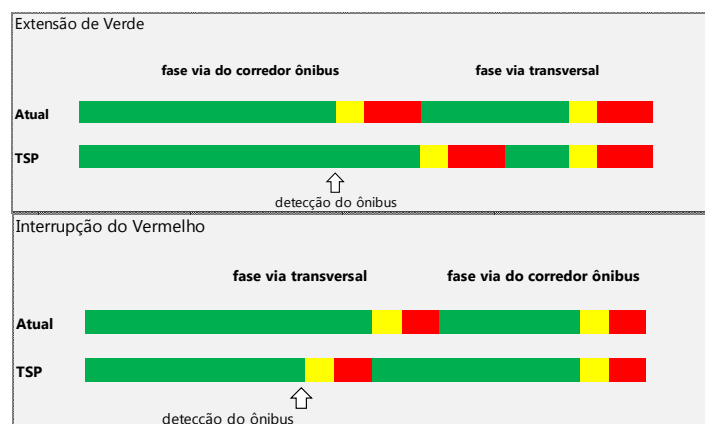 Extensão de Verde
fase via do corredor ônibus fase via transversal
Atual
TSP
detecção do ônibus
Interrupção do Vermelho
fase via transversal fase via do corredor ônibus
Atual
TSP
detecção do ônibus